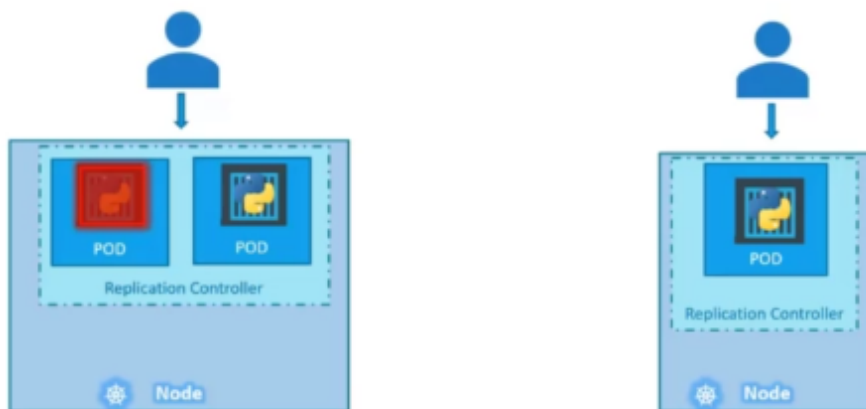 POD
POD
Replication Controller
Node
POD
Replication Controller
Node